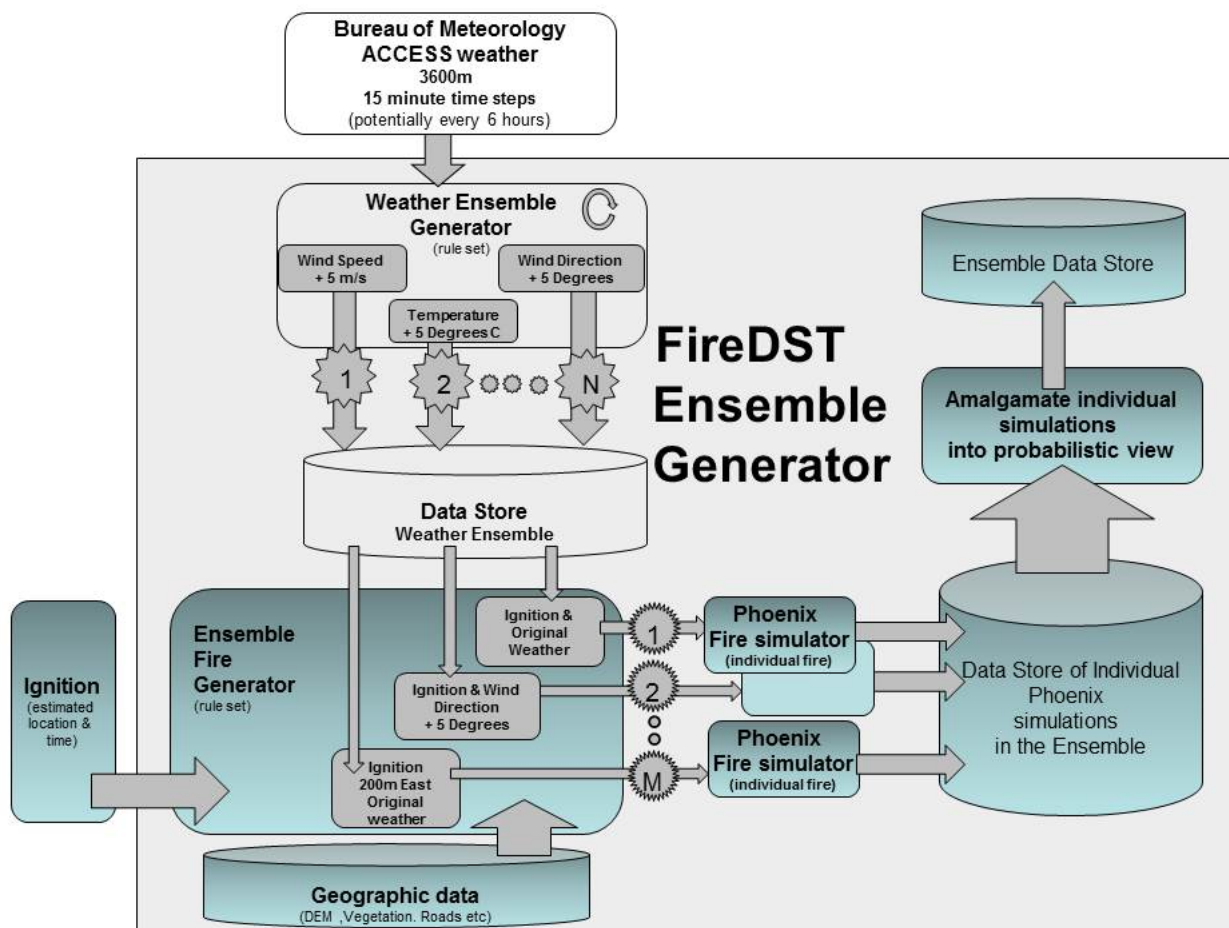 Bureau of Meteorology
ACCESS weather
3600m
15 minute time steps
(potentially every 6 hours)
Weather Ensemble
Generator
(rule set)
Wind Speed
+ 5 m/s
Wind Direction
+ 5 Degrees
Temperature
+ 5 Degrees C
1
2
N
Data Store
Weather Ensemble
FireDST
Ensemble
Generator
Ensemble Data Store
Amalgamate individual
simulations
into probabilistic view
Ignition
(estimated
location &
time)
Ensemble
Fire
Generator
(rule set)
Ignition &
Original
Weather
Ignition & Wind
Direction
+ 5 Degrees
Ignition
200m East
Original
weather
1
2
M
Phoenix
Fire simulator
(individual fire)
Phoenix
Fire simulator
(individual fire)
Data Store of Individual
Phoenix
simulations
in the Ensemble
Geographic data
(DEM ,Vegetation. Roads etc)